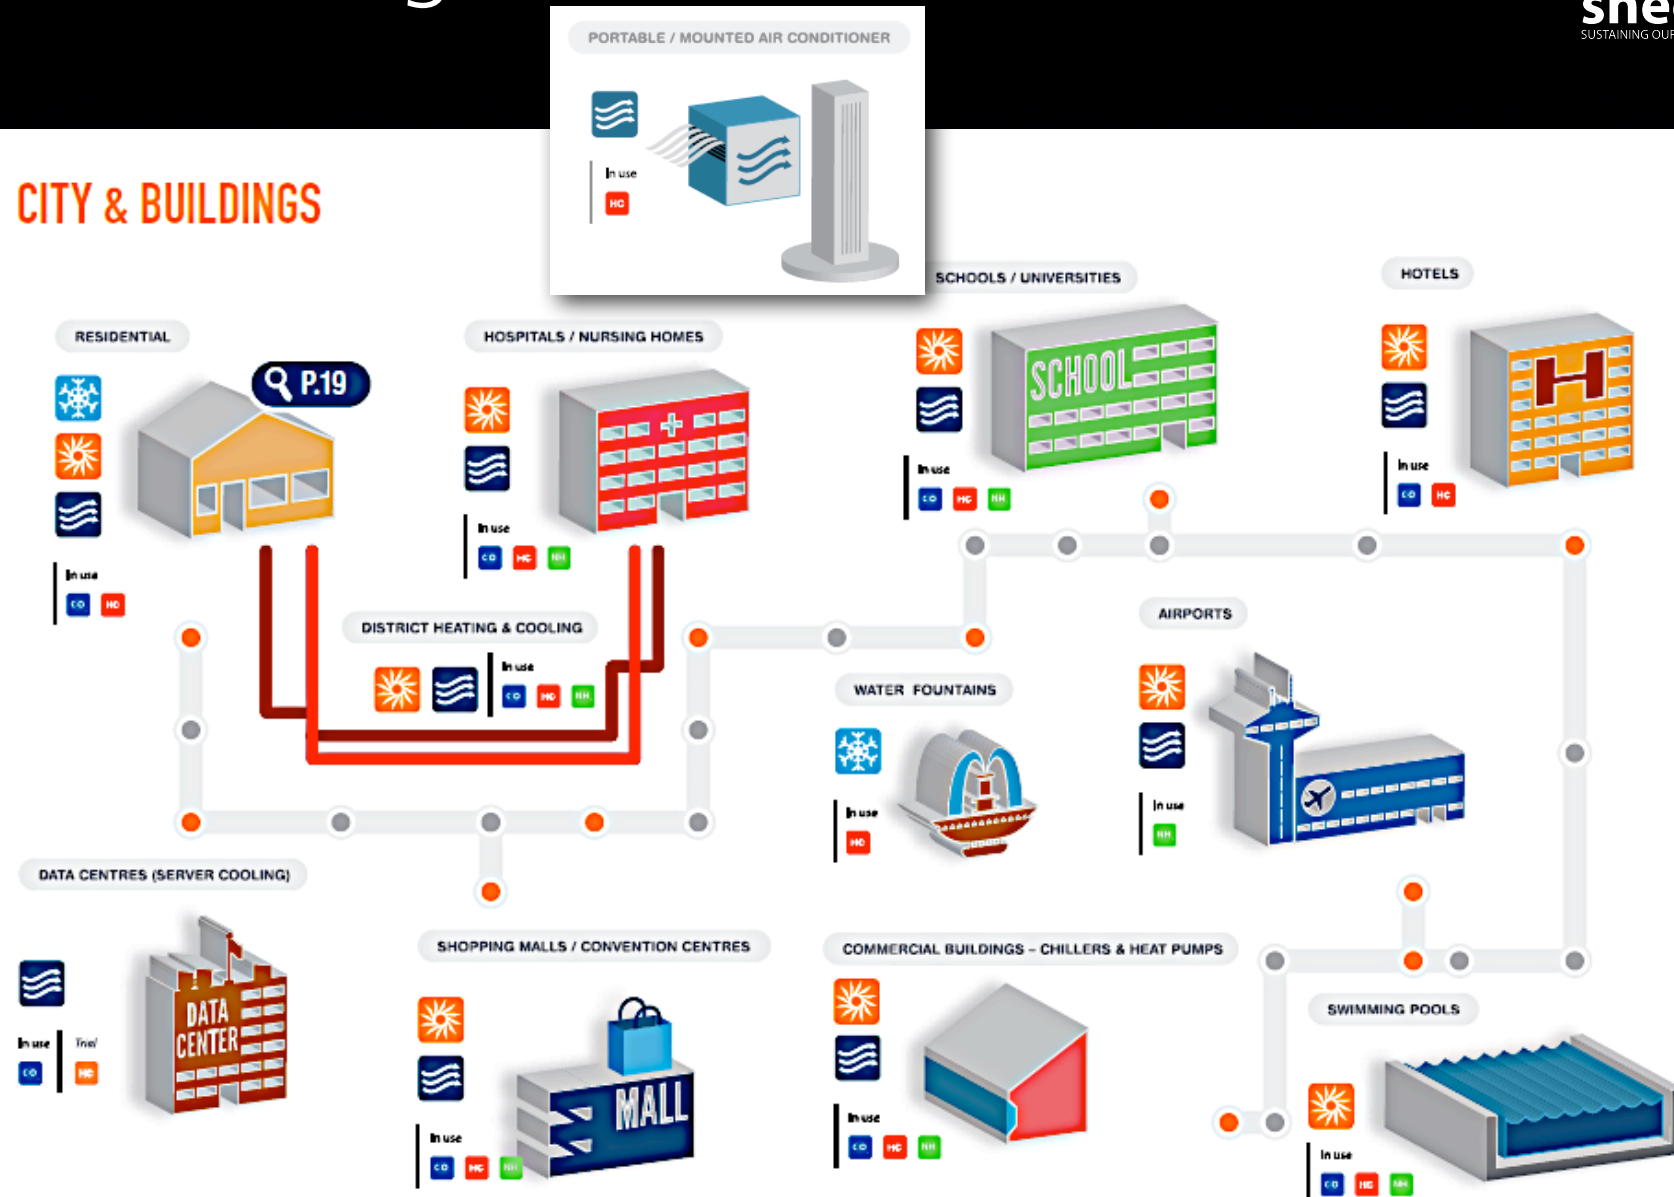 SUSTAINING OUR
PORTABLE / MOUNTED AIR CONDITIONER
In use
HC
CITY & BUILDINGS
RESIDENTIAL
P.19
In use
CO HC
HOSPITALS / NURSING HOMES
In use
CO HC NH
SCHOOLS / UNIVERSITIES
SCHOOL
In use
CO HC NH
HOTELS
H
In use
CO HC
DISTRICT HEATING & COOLING
In use
CO HC NH
WATER FOUNTAINS
In use
HC
AIRPORTS
In use
NH
DATA CENTRES (SERVER COOLING)
DATA
CENTER
In use Trial
CO HC
SHOPPING MALLS / CONVENTION CENTRES
MALL
In use
CO HC NH
COMMERCIAL BUILDINGS – CHILLERS & HEAT PUMPS
In use
CO HC NH
SWIMMING POOLS
In use
CO HC NH